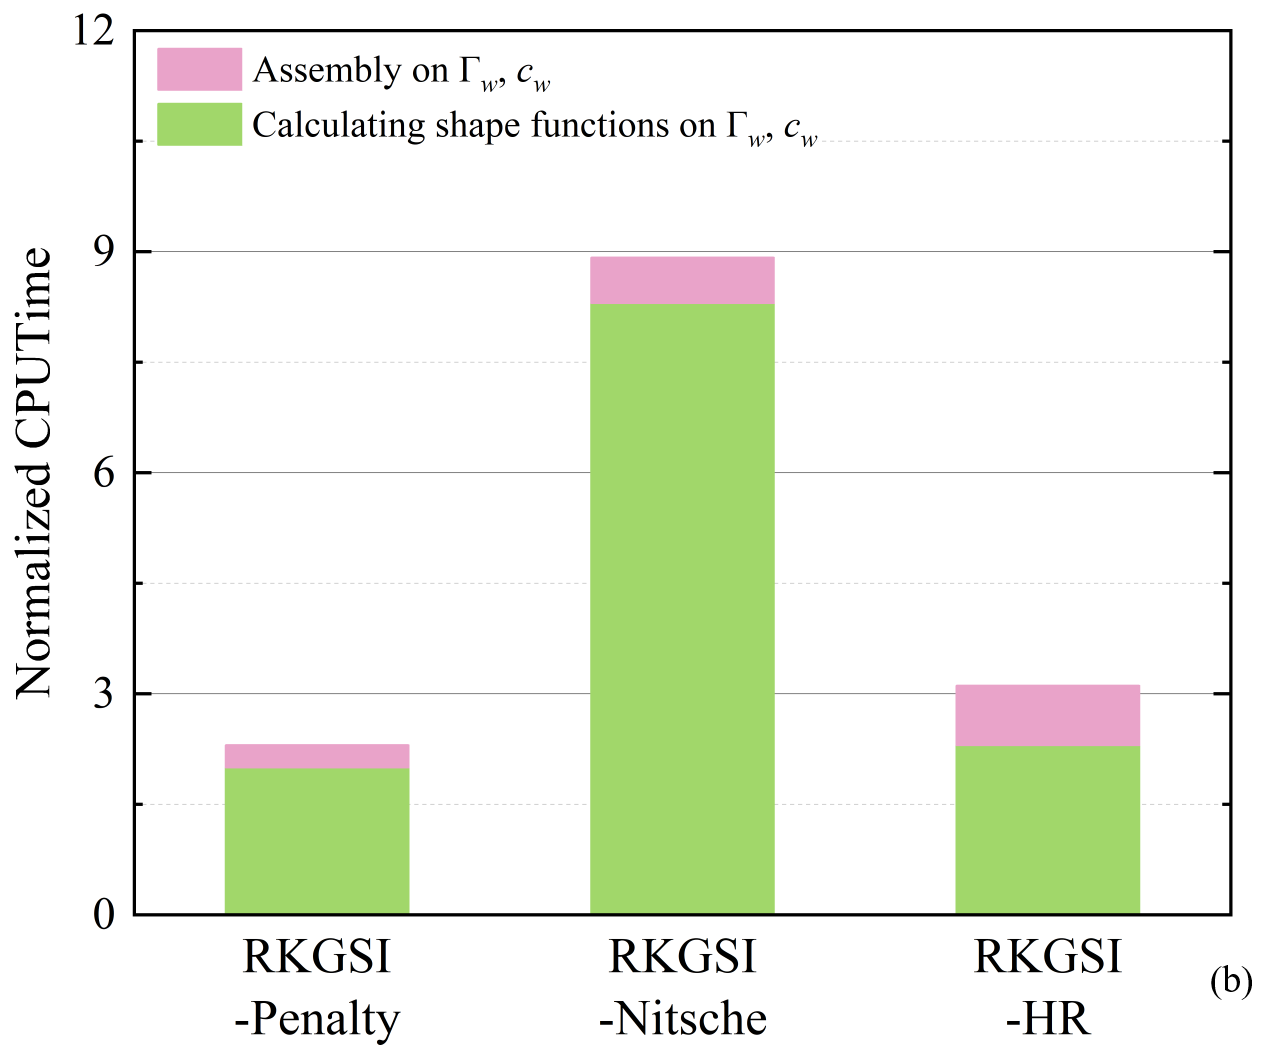 12
Assembly on Γw, cw
Calculating shape functions on Γw, cw
9
6
3
0
Normalized CPUTime
RKGSI
-Penalty
RKGSI
-Nitsche
RKGSI
-HR
(b)